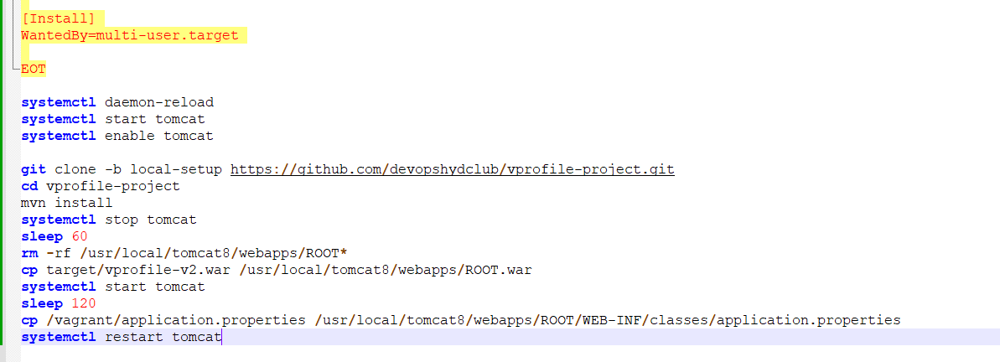 [Install]
WantedBy=multi-user.target
EOT
systemctl daemon-reload
systemctl start tomcat
systemctl enable tomcat
git clone -b local-setup https://github.com/devopshydclub/vprofile-project.git
cd vprofile-project
mvn install
systemctl stop tomcat
sleep 60
rm -rf /usr/local/tomcat8/webapps/ROOT*
cp target/vprofile-v2.war /usr/local/tomcat8/webapps/ROOT.war
systemctl start tomcat
sleep 120
cp /vagrant/application.properties /usr/local/tomcat8/webapps/ROOT/WEB-INF/classes/application.properties
systemctl restart tomcat